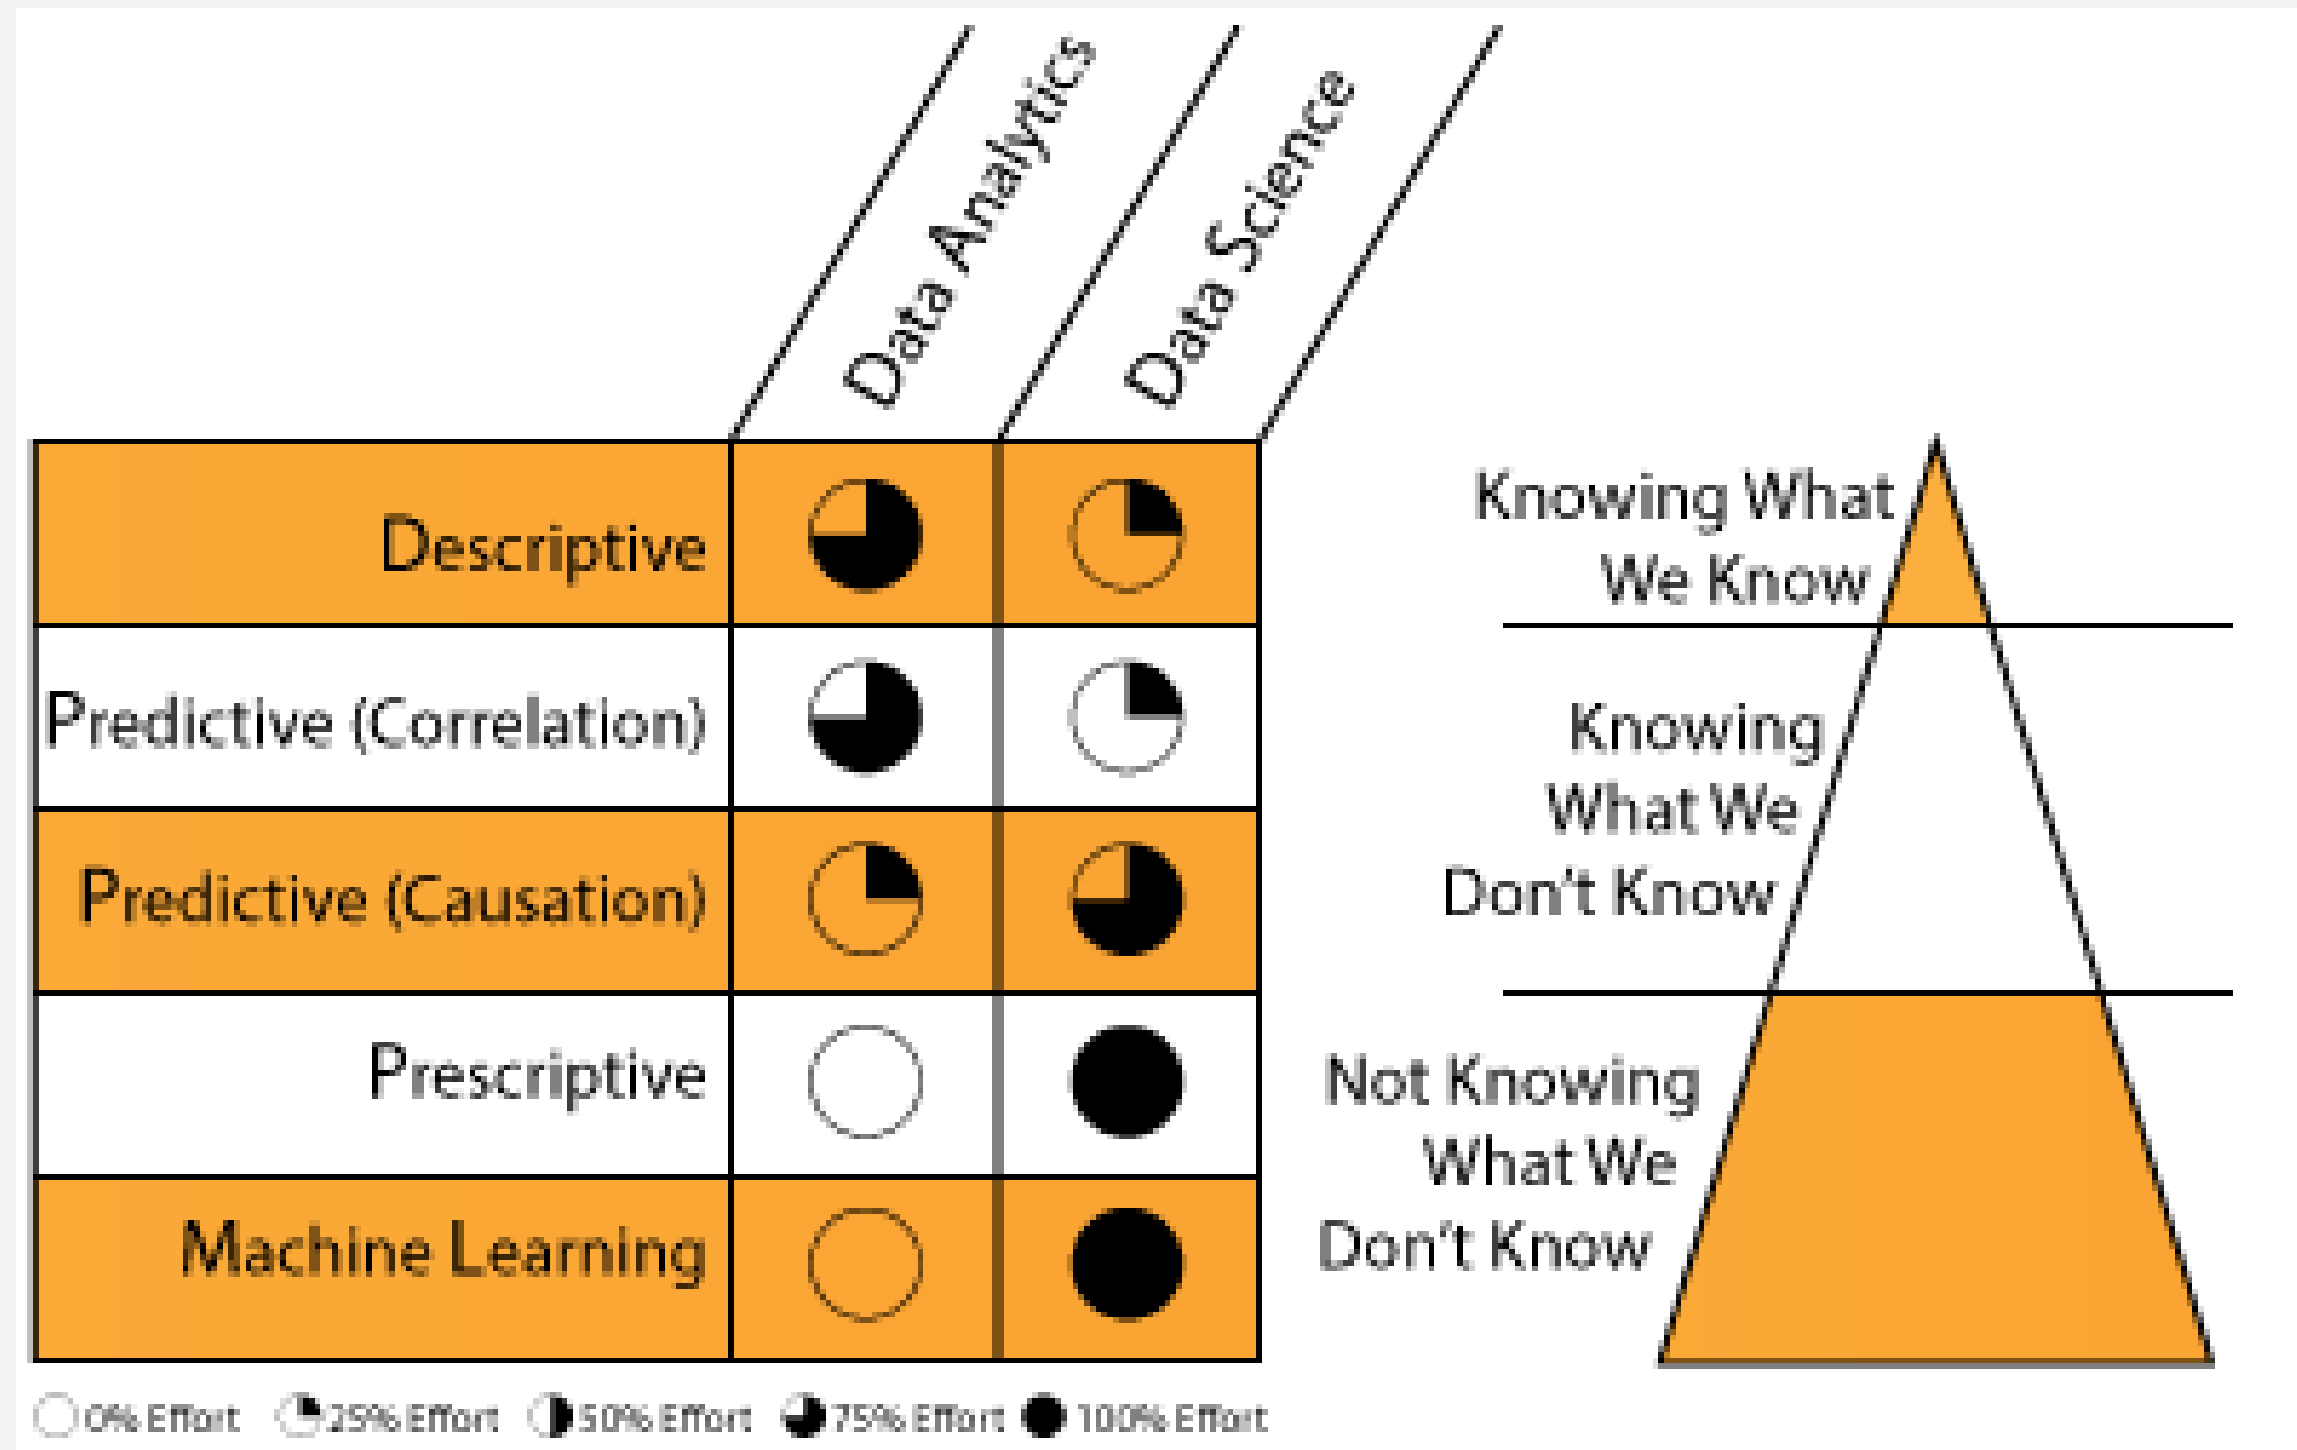 Data Analytics
Data Science
Descriptive
Predictive (Correlation)
Predictive (Causation)
Prescriptive
Machine Learning
0% Effort 25% Effort 50% Effort 75% Effort 100% Effort
Knowing What
We Know
Knowing
What We
Don't Know
Not Knowing
What We
Don't Know